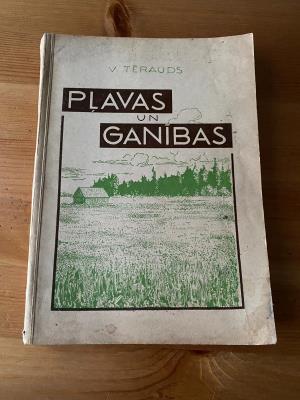 V TĒRAUDS
PĻAVAS
UN
GANĪBAS